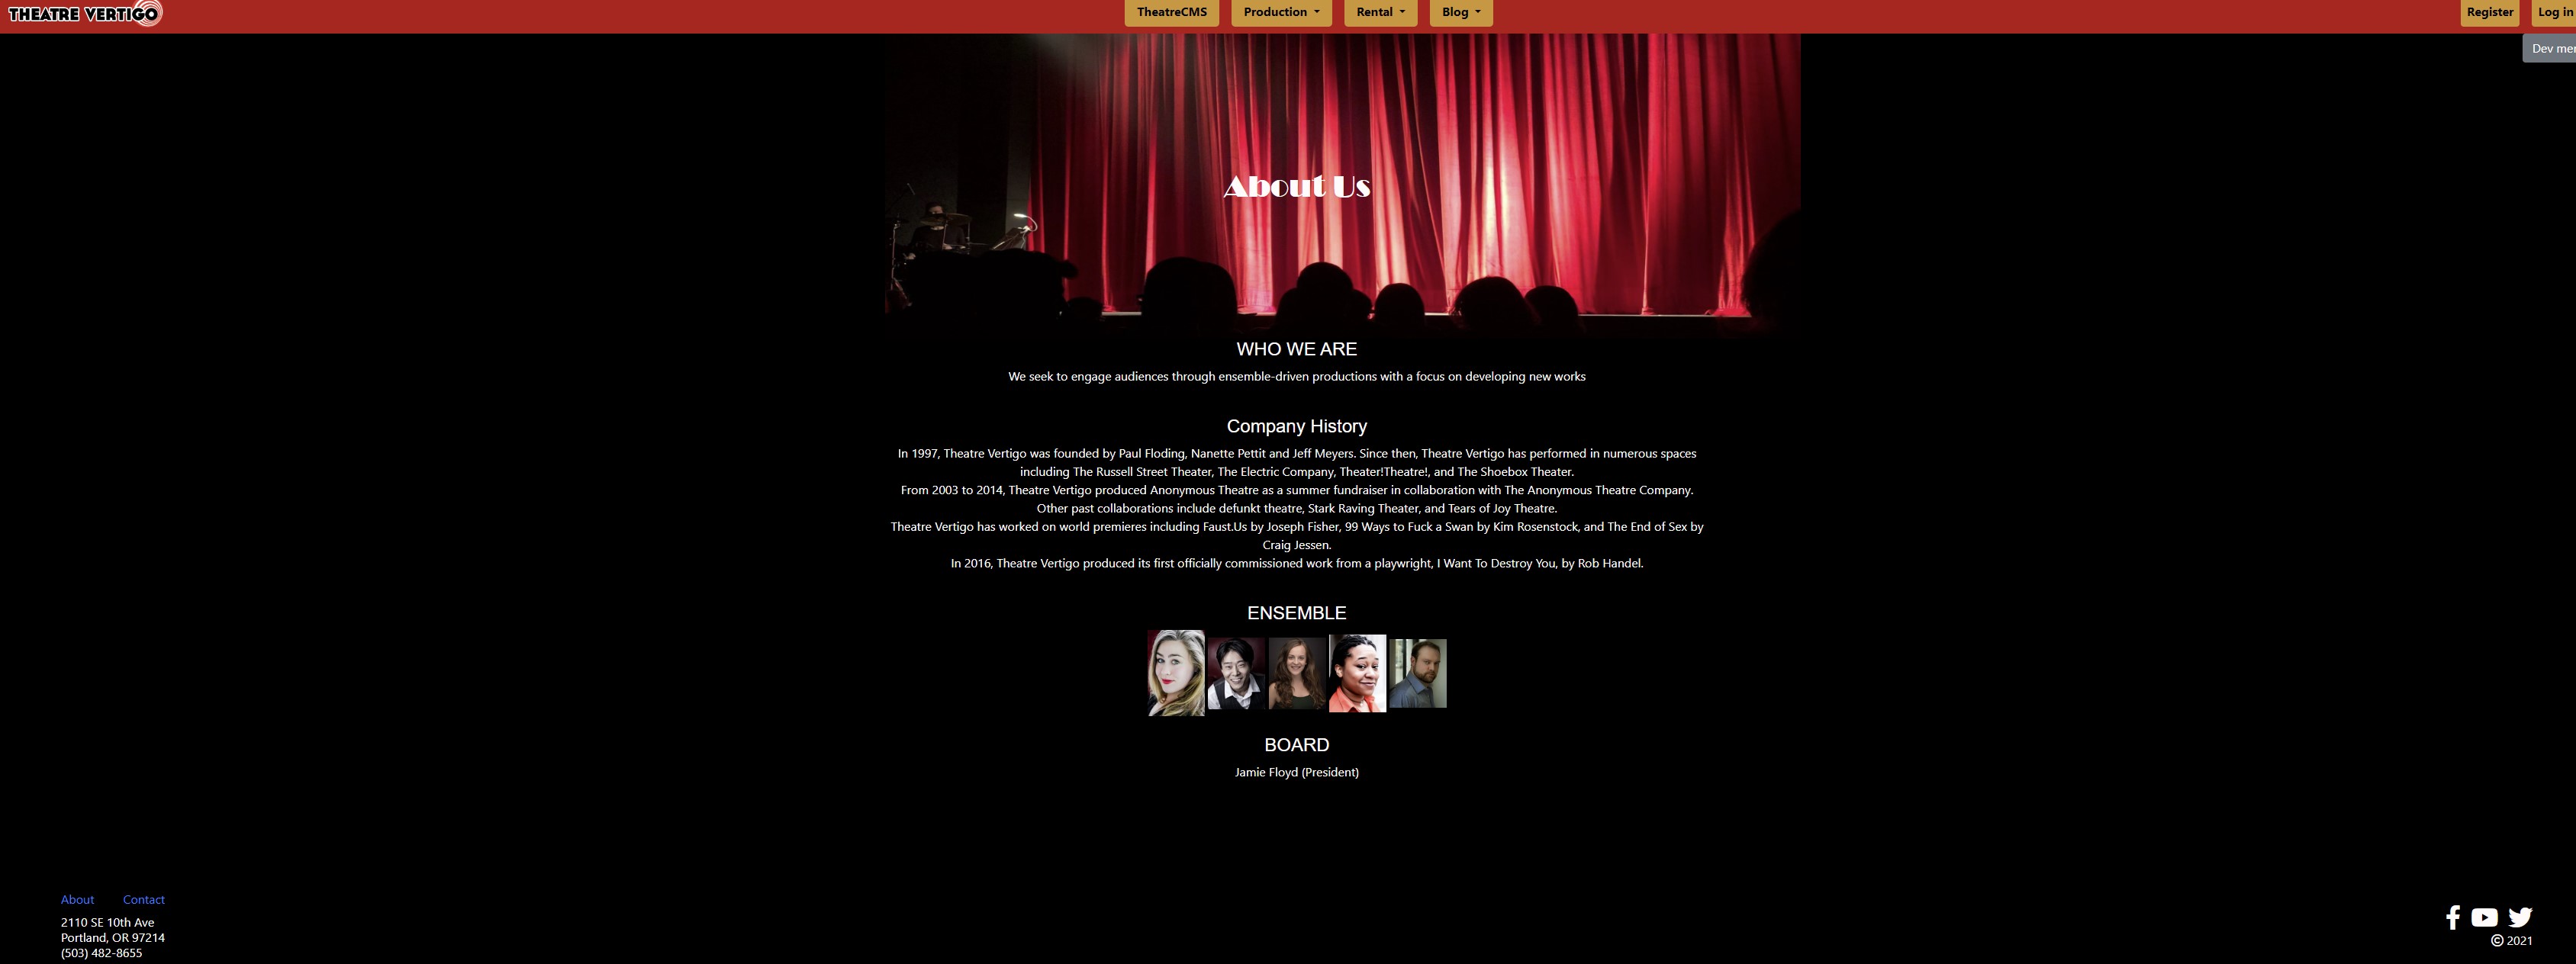 THEATRE VERTIGO
TheatreCMS
Production
Rental
Blog
Register
Log in
Dev
About Us
WHO WE ARE
We seek to engage audiences through ensemble-driven productions with a focus on developing new works
Company History
In 1997, Theatre Vertigo was founded by Paul Floding, Nanette Pettit and Jeff Meyers. Since then, Theatre Vertigo has performed in numerous spaces
including The Russell Street Theater, The Electric Company, Theater!Theatre!, and The Shoebox Theater.
From 2003 to 2014, Theatre Vertigo produced Anonymous Theatre as a summer fundraiser in collaboration with The Anonymous Theatre Company.
Other past collaborations include defunkt theatre, Stark Raving Theater, and Tears of Joy Theatre.
Theatre Vertigo has worked on world premieres including Faust.Us by Joseph Fisher, 99 Ways to Fuck a Swan by Kim Rosenstock, and The End of Sex by
Craig Jessen.
In 2016, Theatre Vertigo produced its first officially commissioned work from a playwright, I Want To Destroy You, by Rob Handel.
ENSEMBLE
BOARD
Jamie Floyd (President)
About
Contact
2110 SE 10th Ave
Portland, OR 97214
(503) 482-8655
© 2021